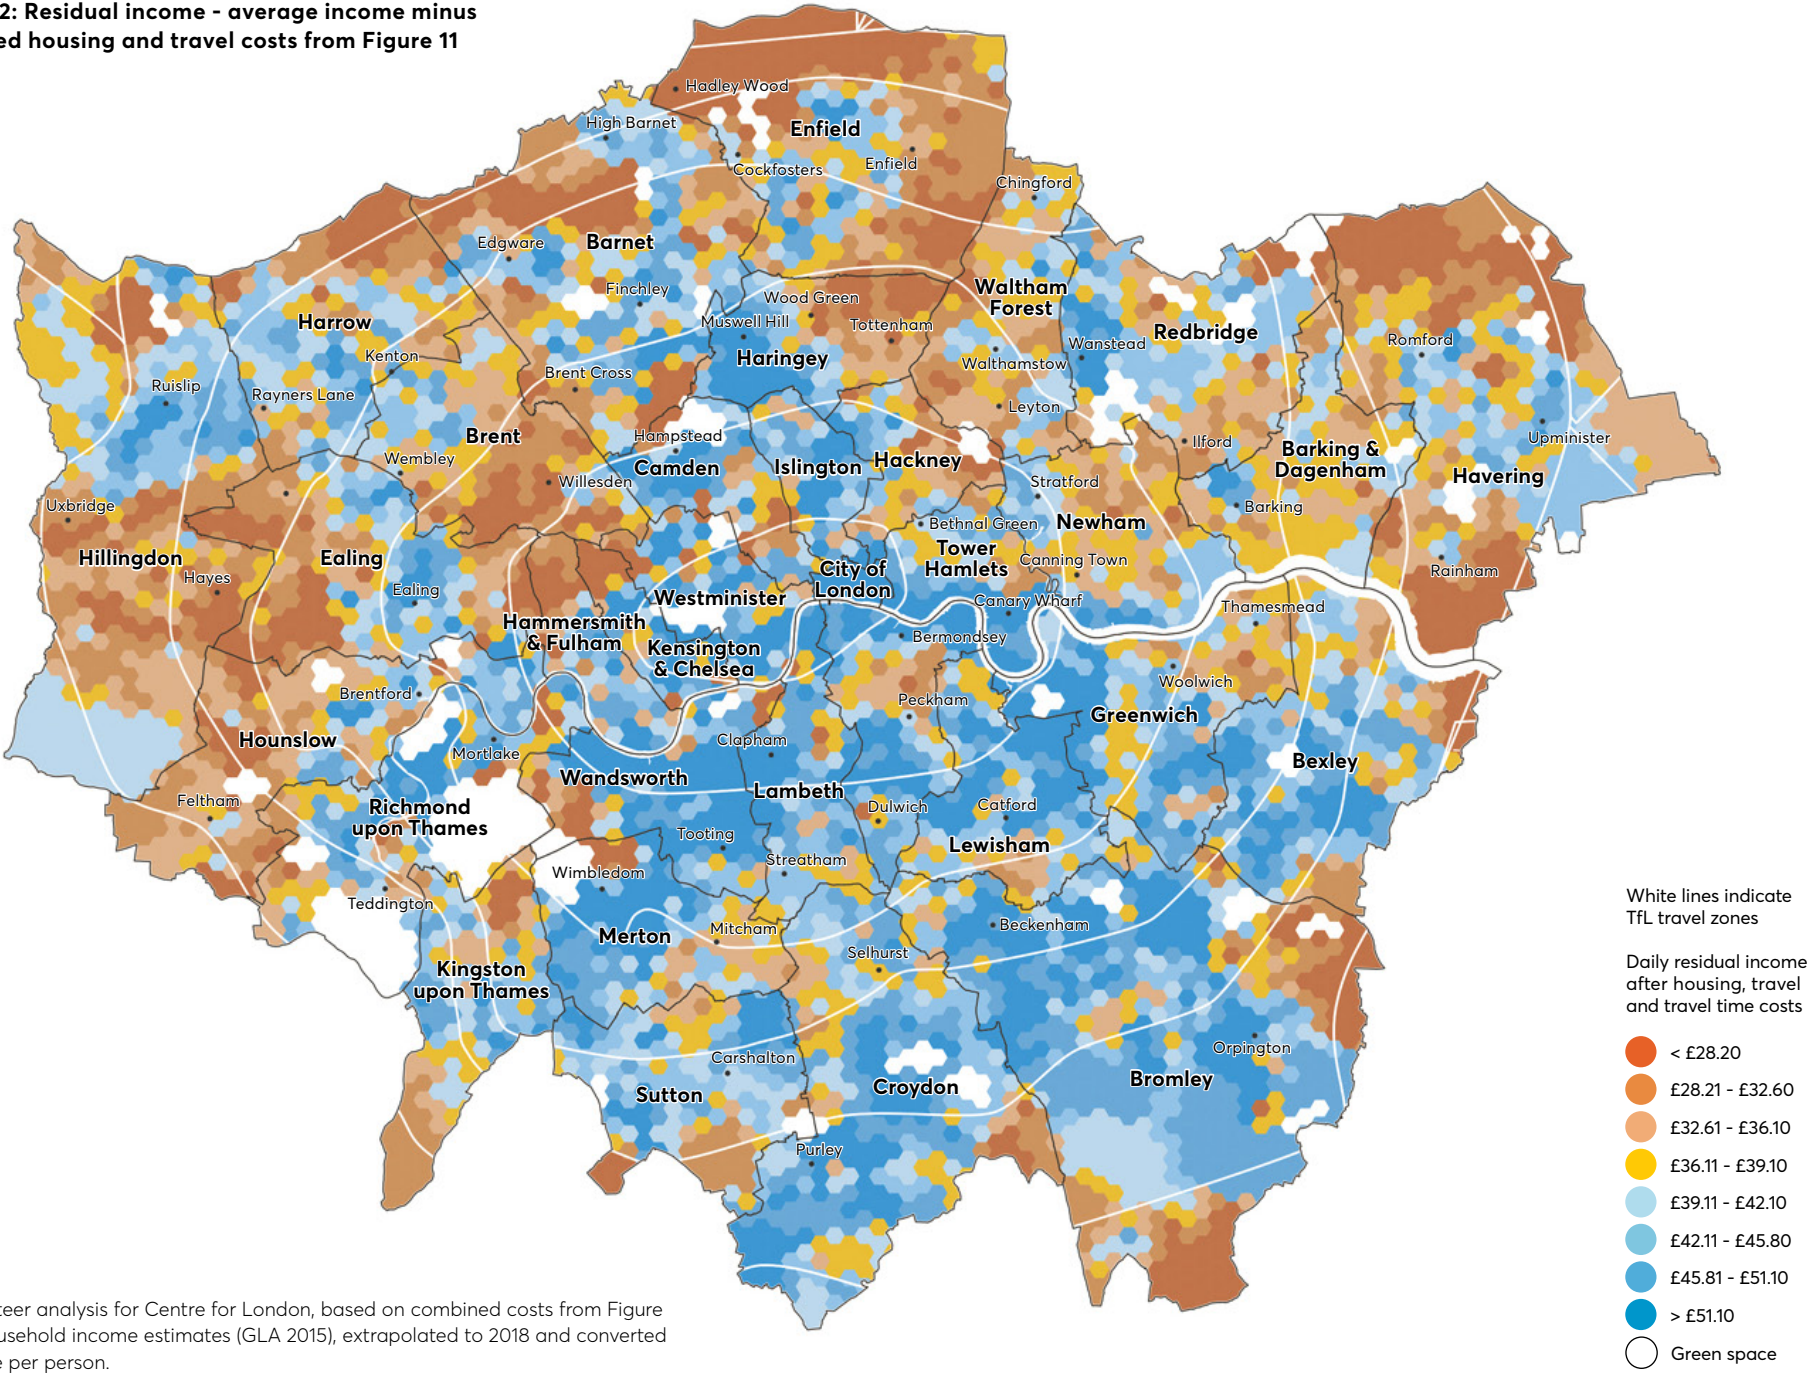 2: Residual income - average income minus
ed housing and travel costs from Figure 11
Hadley Wood
High Barnet
Enfield
Cockfosters
Enfield
Chingford
Edgware
Barnet
Finchley
Wood Green
Muswell Hill
Tottenham
Haringey
Waltham
Forest
Walthamstow
Wanstead
Redbridge
Romford
Harrow
Kenton
Ruislip
Rayners Lane
Brent Cross
Leyton
Brent
Wembley
Hampstead
Camden
Willesden
Islington
Hackney
Ilford
Barking &
Dagenham
Upminster
Havering
Stratford
Barking
Uxbridge
Newham
Bethnal Green
Tower
Hamlets
Canning Town
Hillingdon
Hayes
Ealing
Ealing
City of
London
Westminister
Canary Wharf
Rainham
Thamesmead
Hammersmith
& Fulham
Kensington
& Chelsea
Bermondsey
Brentford
Peckham
Woolwich
Greenwich
Hounslow
Mortlake
Clapham
Wandsworth
Lambeth
Bexley
Feltham
Richmond
upon Thames
Dulwich
Catford
Tooting
Lewisham
Streatham
Wimbledom
Teddington
Merton
Mitcham
Beckenham
Selhurst
Kingston
upon Thames
Carshalton
Sutton
Croydon
Orpington
Bromley
Purley
White lines indicate
TfL travel zones
Daily residual income
after housing, travel
and travel time costs
< £28.20
£28.21 - £32.60
£32.61 - £36.10
£36.11 - £39.10
£39.11 - £42.10
£42.11 - £45.80
£45.81 - £51.10
> £51.10
Green space
teer analysis for Centre for London, based on combined costs from Figure
usehold income estimates (GLA 2015), extrapolated to 2018 and converted
e per person.